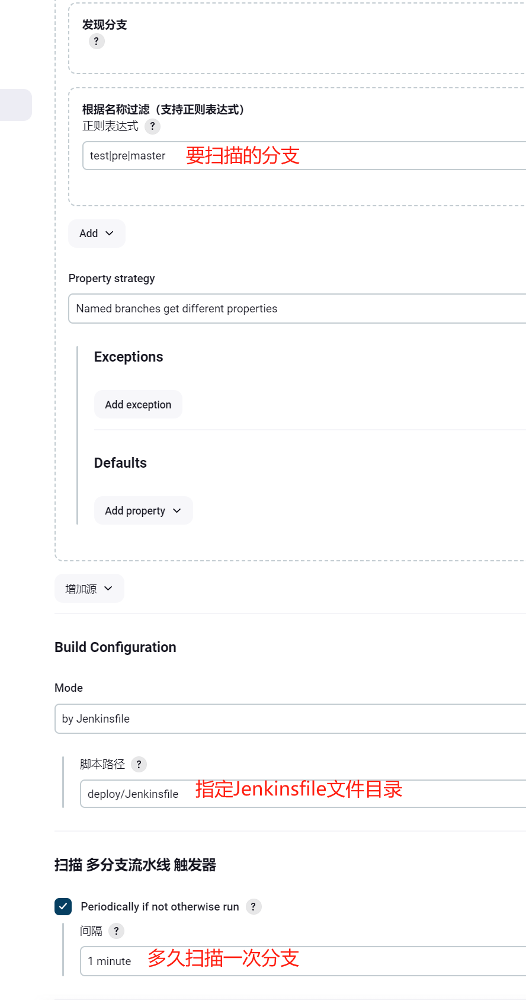 发现分支
?
根据名称过滤（支持正则表达式）
正则表达式 ?
test|pre|master 要扫描的分支
Add
Property strategy
Named branches get different properties
Exceptions
Add exception
Defaults
Add property
增加源
Build Configuration
Mode
by Jenkinsfile
脚本路径 ?
deploy/Jenkinsfile 指定Jenkinsfile文件目录
扫描 多分支流水线 触发器
Periodically if not otherwise run ?
间隔 ?
1 minute 多久扫描一次分支